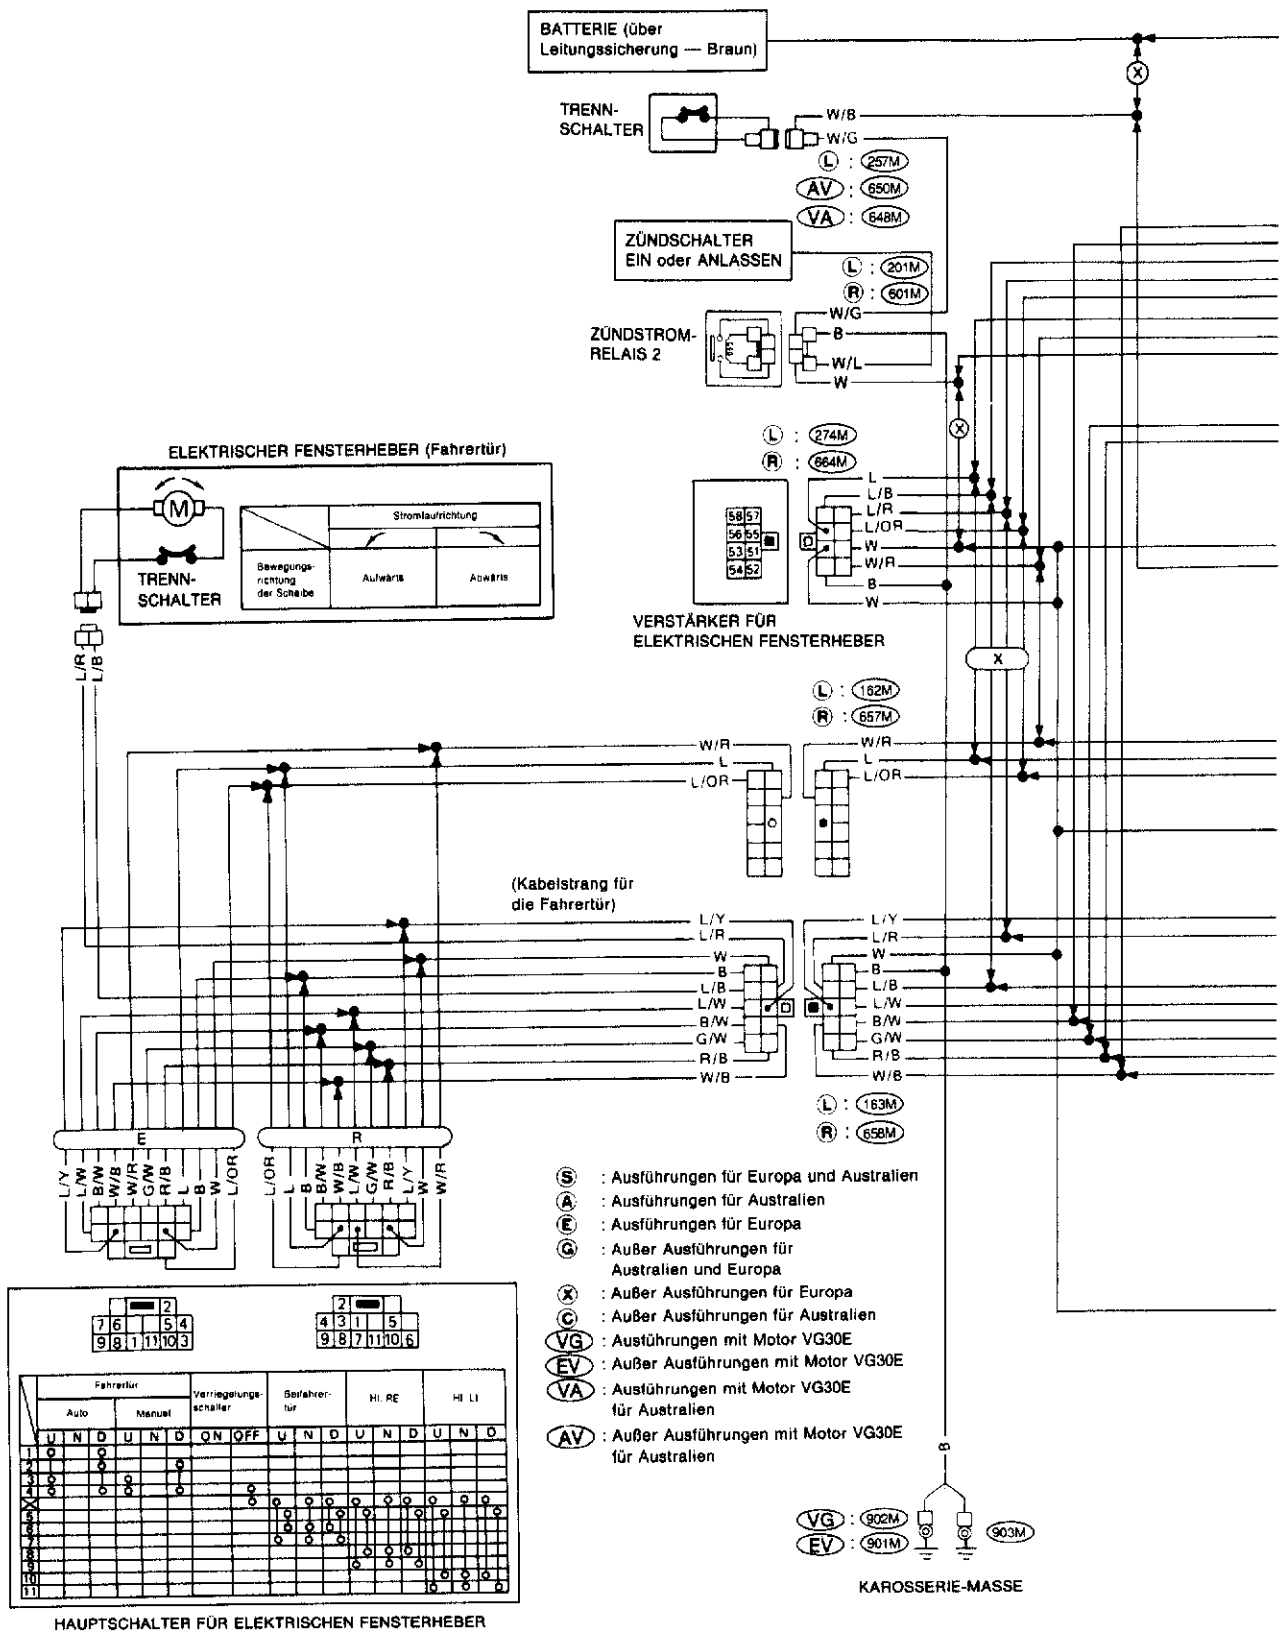 BATTERIE (über
Leitungssicherung — Braun)
X
TRENN-
SCHALTER
W/B
W/G
L : 257M
AV : 650M
VA : 648M
ZÜNDSCHALTER
EIN oder ANLASSEN
L : 201M
R : 601M
ZÜNDSTROM-
RELAIS 2
W/G
B
W/L
W
X
L : 274M
R : 664M
ELEKTRISCHER FENSTERHEBER (Fahrertür)
M
TRENN-
SCHALTER
Stromlaufrichtung
Bewegungs-
richtung
der Scheibe
Aufwärts
Abwärts
58 57
56 55
53 51
54 52
L
L/B
L/R
L/OR
W
W/R
B
W
VERSTÄRKER FÜR
ELEKTRISCHEN FENSTERHEBER
X
L/R
L/B
L : 162M
R : 657M
W/R
L
L/OR
W/R
L
L/OR
(Kabelstrang für
die Fahrertür)
L/Y
L/R
W
B
L/B
L/W
B/W
G/W
R/B
W/B
L/Y
L/R
W
B
L/B
L/W
B/W
G/W
R/B
W/B
L : 163M
R : 658M
E
R
L/Y L/W B/W W/B W/R G/W R/B L B W L/OR
L/OR L B B/W W/B L/W G/W R/B L/Y W W/R
S : Ausführungen für Europa und Australien
A : Ausführungen für Australien
E : Ausführungen für Europa
G : Außer Ausführungen für
Australien und Europa
X : Außer Ausführungen für Europa
C : Außer Ausführungen für Australien
VG : Ausführungen mit Motor VG30E
EV : Außer Ausführungen mit Motor VG30E
VA : Ausführungen mit Motor VG30E
für Australien
AV : Außer Ausführungen mit Motor VG30E
für Australien
2
7 6 5 4
9 8 1 11 10 3
2
4 3 1 5
9 8 7 11 10 6
Fahrertür
Verriegelungs-
schalter
Beifahrer-
tür
HI. RE
HI. LI
Auto
Manuel
U N D U N D ON OFF U N D U N D U N D
1
2
3
4
5
6
7
8
9
10
11
HAUPTSCHALTER FÜR ELEKTRISCHEN FENSTERHEBER
B
VG : 902M
EV : 901M
903M
KAROSSERIE-MASSE